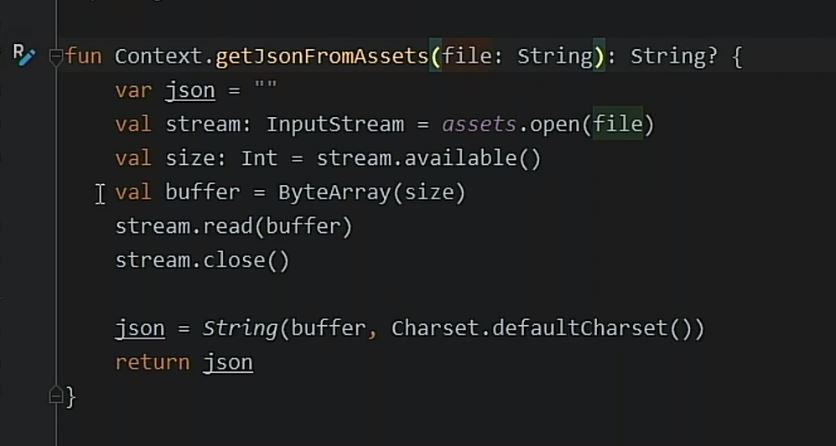 fun Context.getJsonFromAssets(file: String): String? {
    var json = ""
    val stream: InputStream = assets.open(file)
    val size: Int = stream.available()
    val buffer = ByteArray(size)
    stream.read(buffer)
    stream.close()

    json = String(buffer, Charset.defaultCharset())
    return json
}